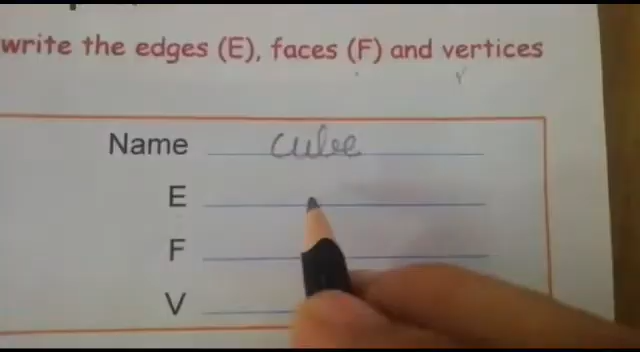 write the edges (E), faces (F) and vertices
Name cube
E
F
V